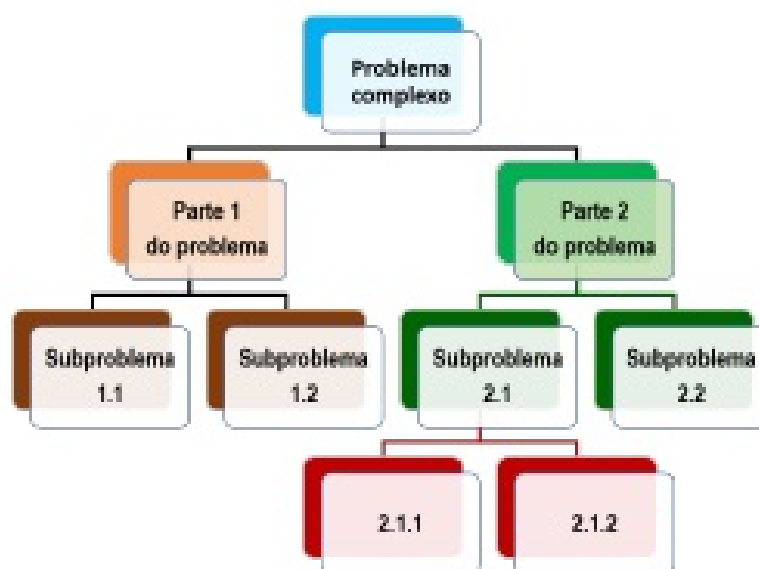 Problema
complexo
Parte 1
do problema
Parte 2
do problema
Subproblema
1.1
Subproblema
1.2
Subproblema
2.1
Subproblema
2.2
2.1.1
2.1.2